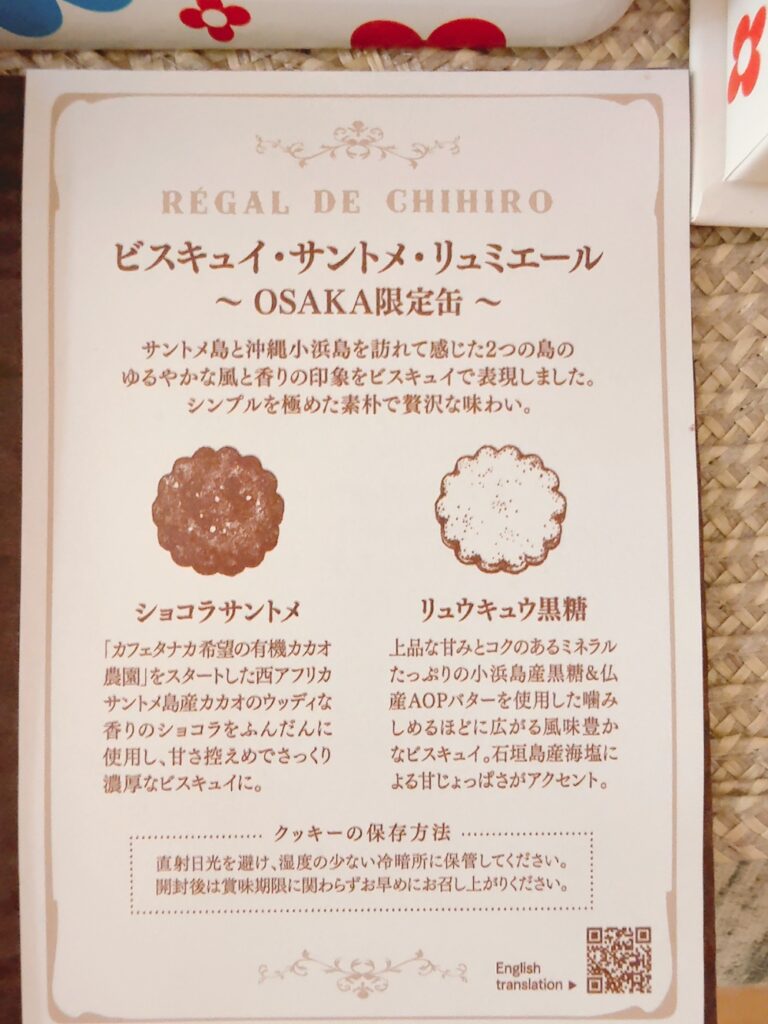 RÉGAL DE CHIHIRO
ビスキュイ・サントメ・リュミエール
～ OSAKA限定缶 ～
サントメ島と沖縄小浜島を訪れて感じた2つの島の
ゆるやかな風と香りの印象をビスキュイで表現しました。
シンプルを極めた素朴で贅沢な味わい。
ショコラサントメ
「カフェタナカ希望の有機カカオ
農園」をスタートした西アフリカ
サントメ島産カカオのウッディな
香りのショコラをふんだんに
使用し、甘さ控えめでさっくり
濃厚なビスキュイに。
リュウキュウ黒糖
上品な甘みとコクのあるミネラル
たっぷりの小浜島産黒糖&仏
産AOPバターを使用した噛み
しめるほどに広がる風味豊か
なビスキュイ。石垣島産海塩に
よる甘じょっぱさがアクセント。
クッキーの保存方法
直射日光を避け、湿度の少ない冷暗所に保管してください。
開封後は賞味期限に関わらずお早めにお召し上がりください。
English
translation ▶